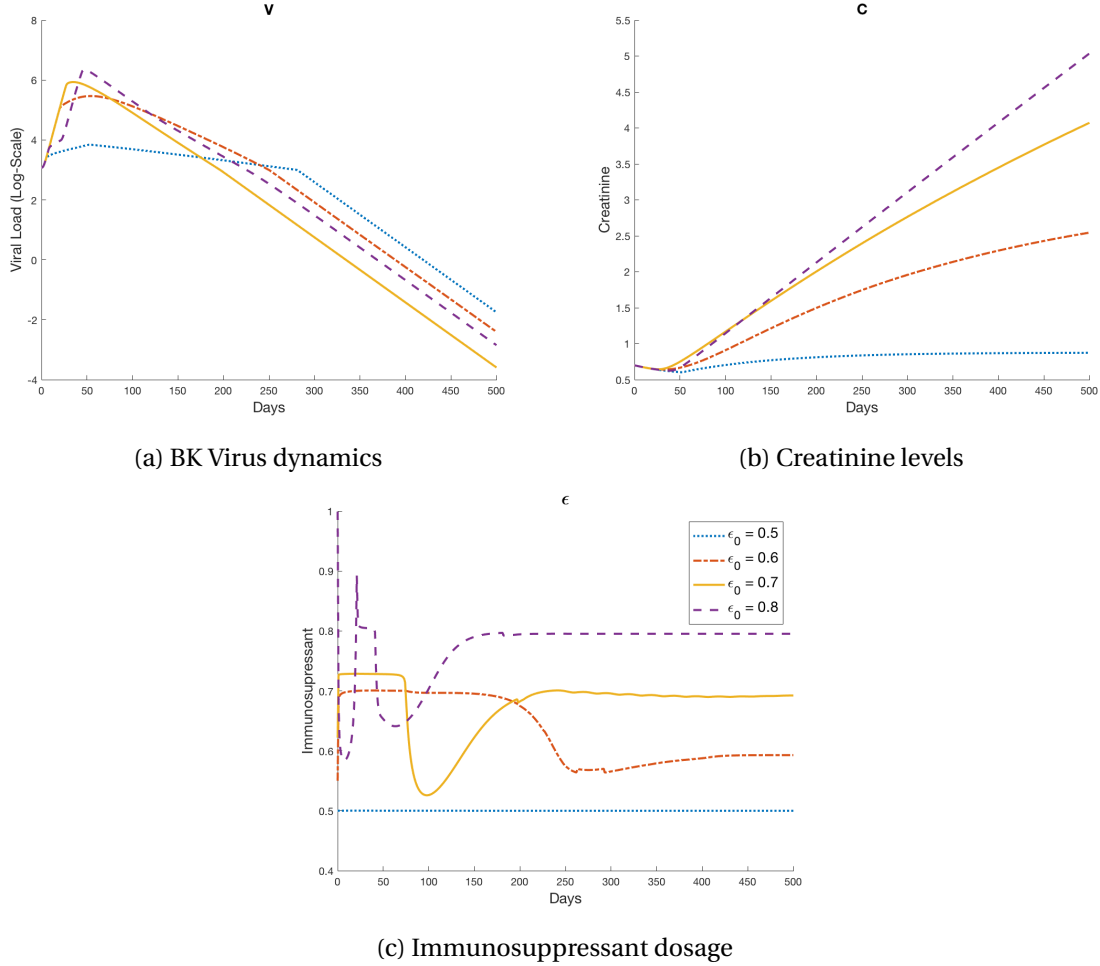 V
8
6
4
2
0
-2
-4
Viral Load (Log-Scale)
0 50 100 150 200 250 300 350 400 450 500
Days
(a) BK Virus dynamics
C
5.5
5
4.5
4
3.5
3
2.5
2
1.5
1
0.5
Creatinine
0 50 100 150 200 250 300 350 400 450 500
Days
(b) Creatinine levels
ϵ
1
0.9
0.8
0.7
0.6
0.5
0.4
Immunosupressant
0 50 100 150 200 250 300 350 400 450 500
Days
ϵ₀ = 0.5
ϵ₀ = 0.6
ϵ₀ = 0.7
ϵ₀ = 0.8
(c) Immunosuppressant dosage